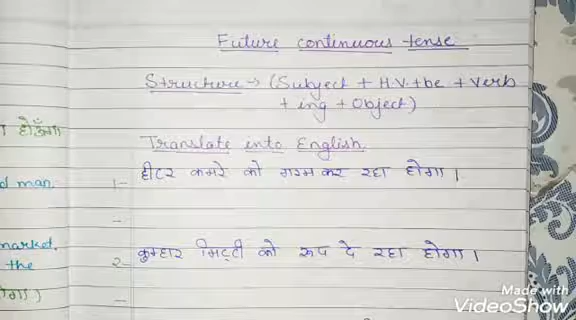 Future continuous tense
Structure → (Subject + H.V. + be + Verb
+ ing + Object)
Translate into English.
1- हीटर कमरे को गरम कर रहा होगा।
-
2- कुम्हार मिट्टी को रूप दे रहा होगा।
-
होऊँगा
man.
market.
the
Made with
VideoShow